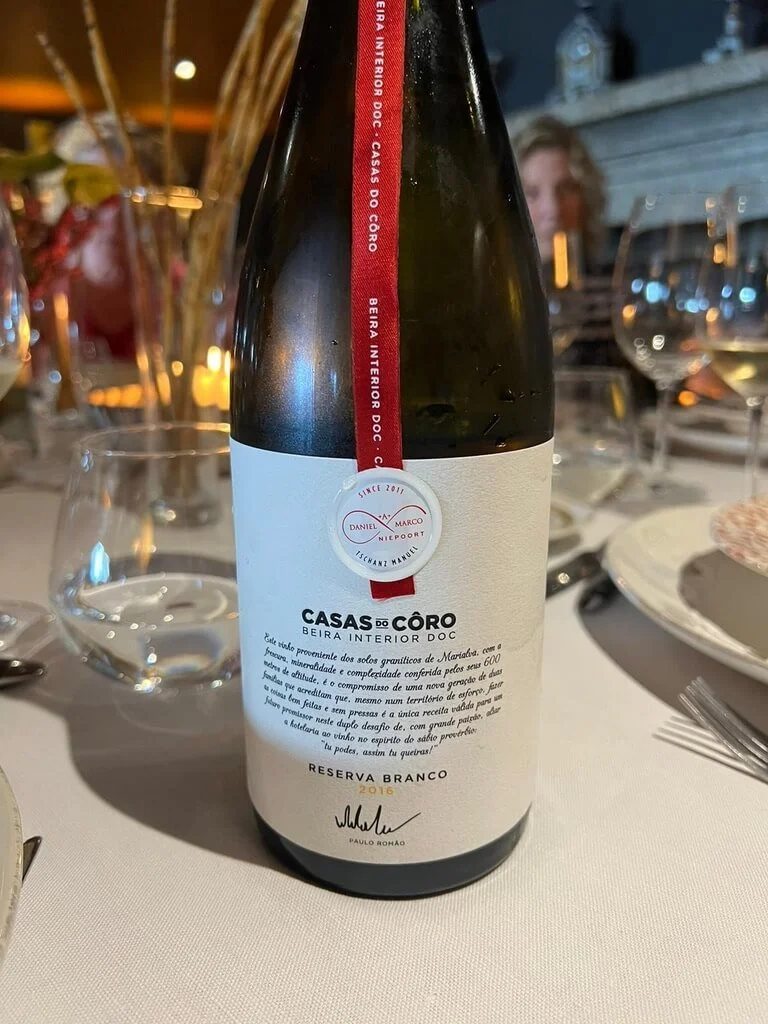 EIRA INTERIOR DOC · CASAS DO CÔRO
BEIRA INTERIOR DOC · C
SINCE 2011
+A+
DANIEL MARCO
NIEPOORT
TSCHANZ MANUEL
CASAS DO CÔRO
BEIRA INTERIOR DOC
Este vinho proveniente dos solos graníticos de Marialva, com a
frescura, mineralidade e complexidade conferida pelos seus 600
metros de altitude, é o compromisso de uma nova geração de duas
famílias que acreditam que, mesmo num território de esforço, fazer
as coisas bem feitas e sem pressas é a única receita válida para um
futuro promissor neste duplo desafio de, com grande paixão, aliar
a hotelaria ao vinho no espírito do sábio provérbio:
"tu podes, assim tu queiras!"
RESERVA BRANCO
2016
PAULO ROMÃO